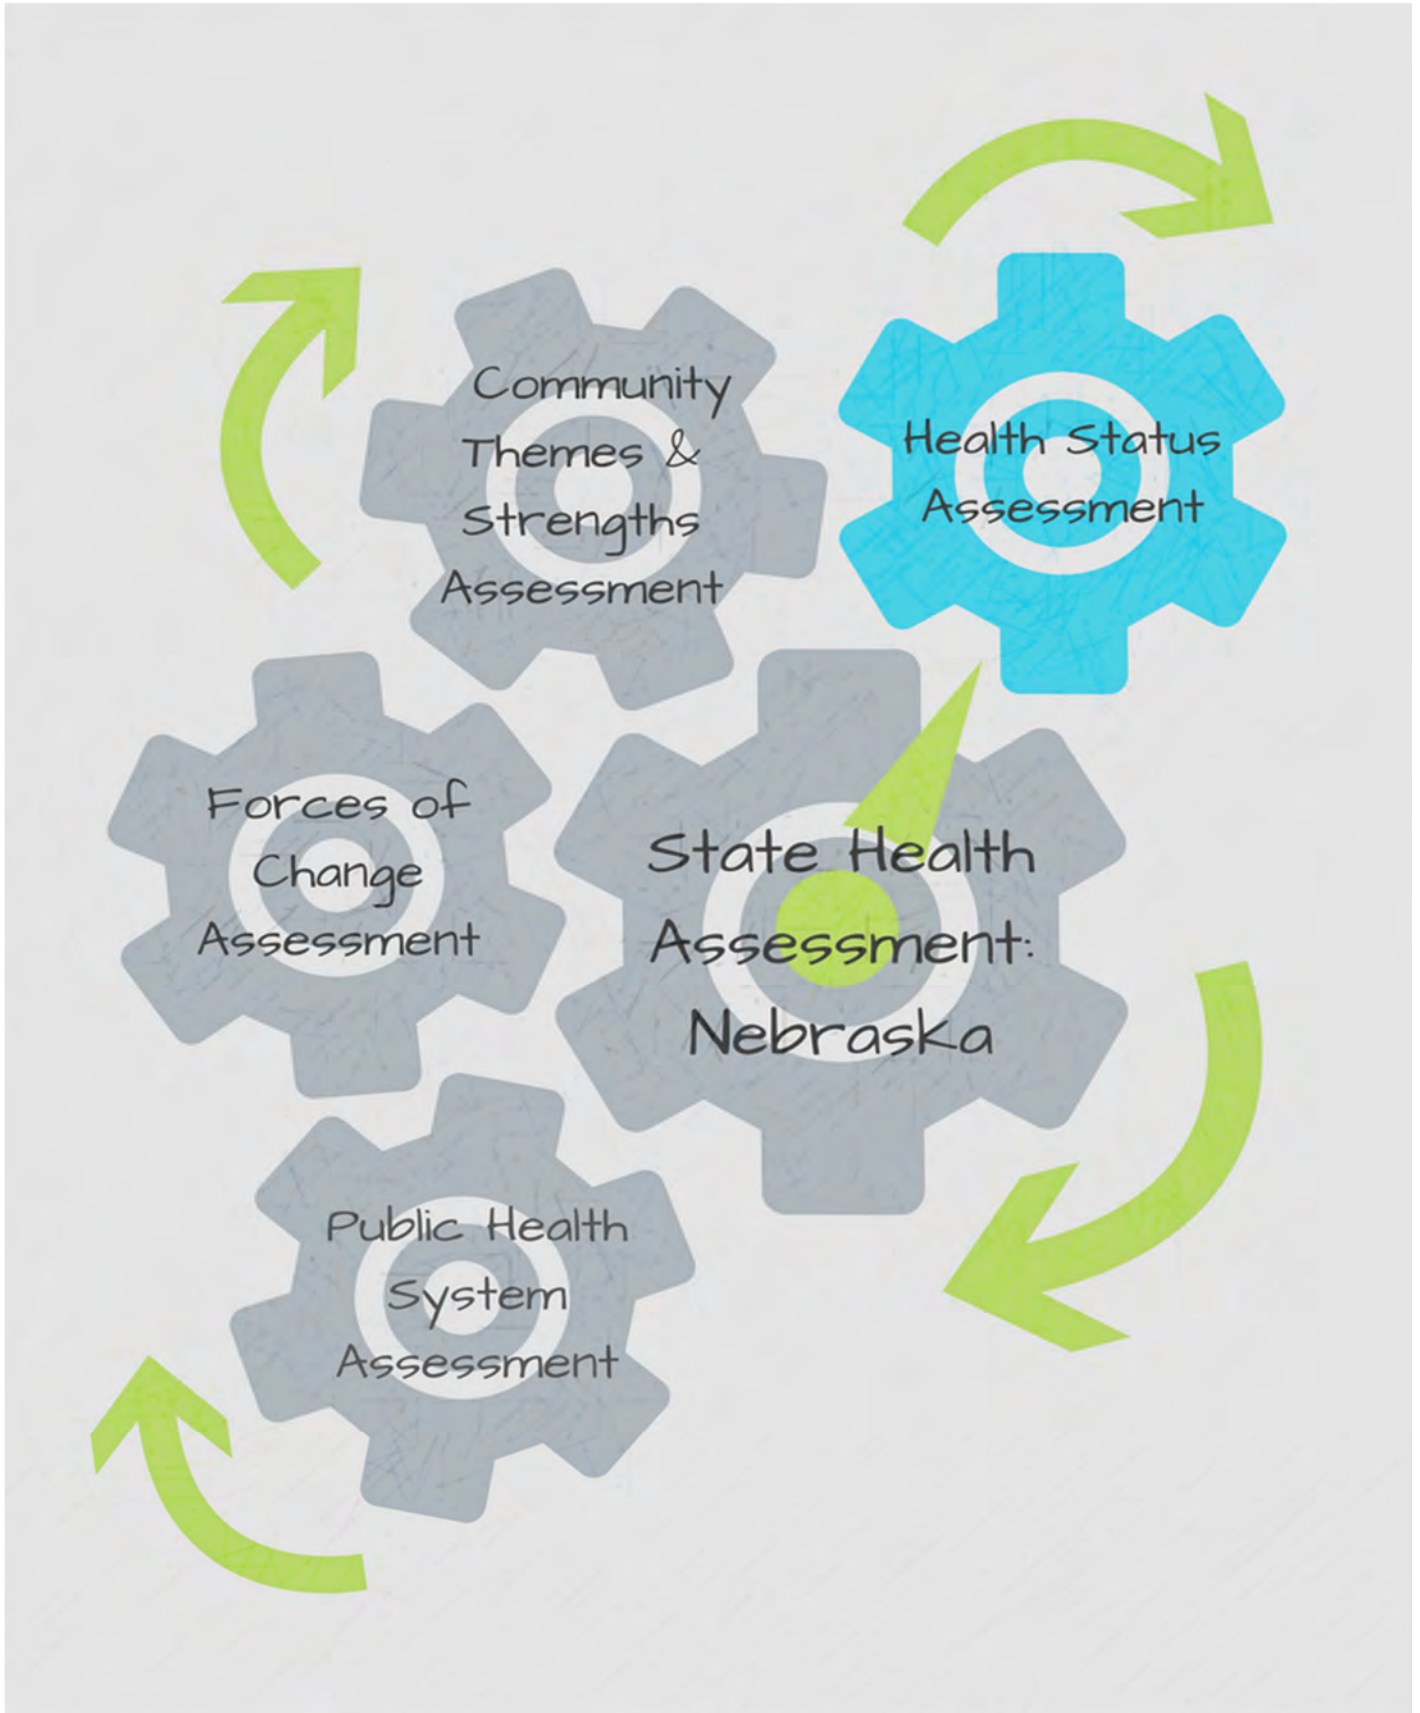 Community
Themes &
Strengths
Assessment
Health Status
Assessment
Forces of
Change
Assessment
State Health
Assessment:
Nebraska
Public Health
System
Assessment